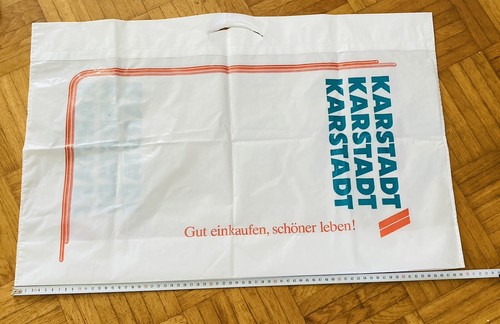 KARSTADT
KARSTADT
KARSTADT
Gut einkaufen, schöner leben!